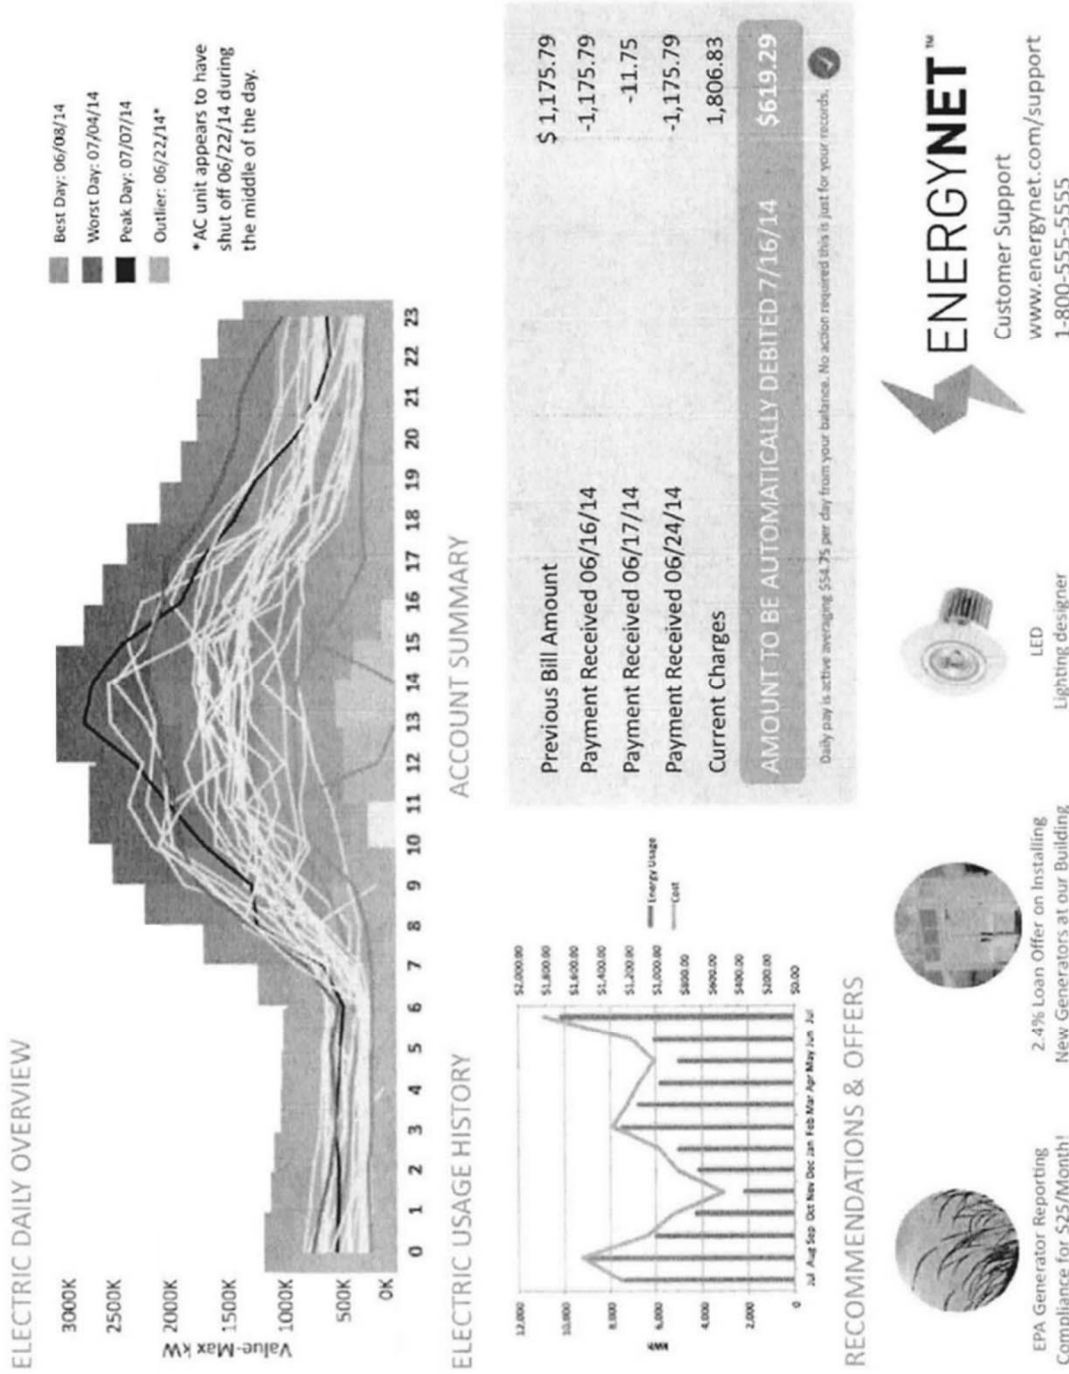 ELECTRIC DAILY OVERVIEW
Value-Max kW
3000K
2500K
2000K
1500K
1000K
500K
0K
0 1 2 3 4 5 6 7 8 9 10 11 12 13 14 15 16 17 18 19 20 21 22 23
Best Day: 06/08/14
Worst Day: 07/04/14
Peak Day: 07/07/14
Outlier: 06/22/14*
*AC unit appears to have
shut off 06/22/14 during
the middle of the day.
ELECTRIC USAGE HISTORY
kWh
12,000
10,000
8,000
6,000
4,000
2,000
0
Jul Aug Sep Oct Nov Dec Jan Feb Mar Apr May Jun Jul
$2,000.00
$1,800.00
$1,600.00
$1,400.00
$1,200.00
$1,000.00
$800.00
$600.00
$400.00
$200.00
$0.00
Energy Usage
Cost
ACCOUNT SUMMARY
Previous Bill Amount $ 1,175.79
Payment Received 06/16/14 -1,175.79
Payment Received 06/17/14 -11.75
Payment Received 06/24/14 -1,175.79
Current Charges 1,806.83
AMOUNT TO BE AUTOMATICALLY DEBITED 7/16/14 $619.29
Daily pay is active averaging $54.75 per day from your balance. No action required this is just for your records.
RECOMMENDATIONS & OFFERS
EPA Generator Reporting
Compliance for $25/Month!
2.4% Loan Offer on Installing
New Generators at our Building
LED
Lighting designer
ENERGYNET™
Customer Support
www.energynet.com/support
1-800-555-5555